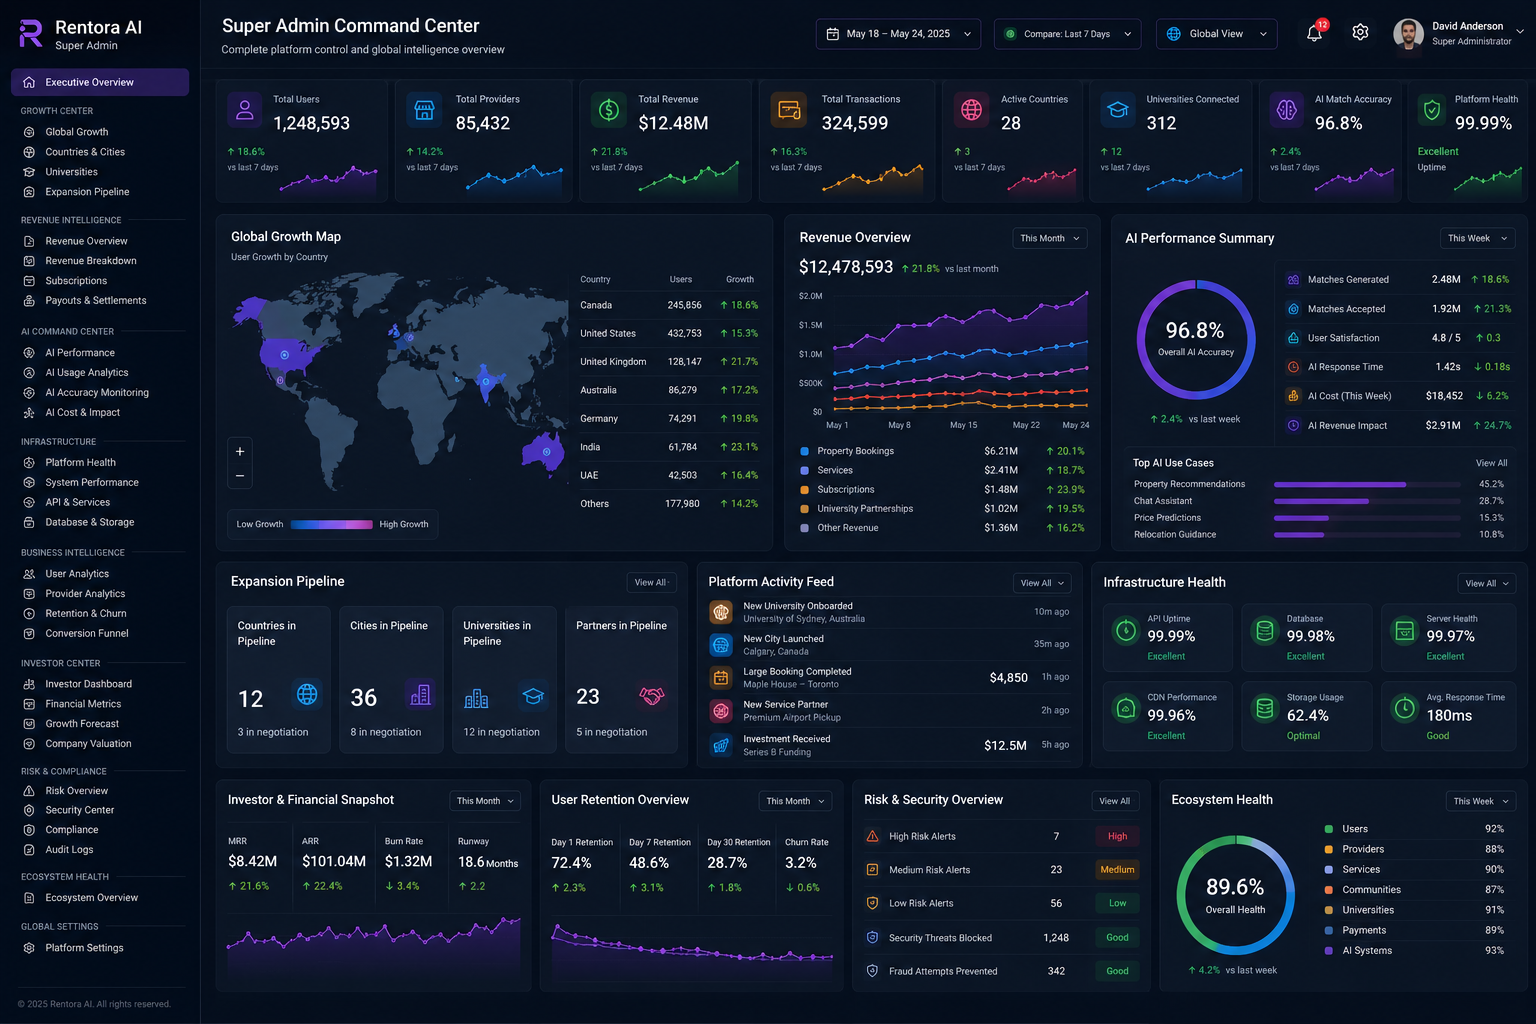 Rentora AI
Super Admin
Executive Overview
GROWTH CENTER
Global Growth
Countries & Cities
Universities
Expansion Pipeline
REVENUE INTELLIGENCE
Revenue Overview
Revenue Breakdown
Subscriptions
Payouts & Settlements
AI COMMAND CENTER
AI Performance
AI Usage Analytics
AI Accuracy Monitoring
AI Cost & Impact
INFRASTRUCTURE
Platform Health
System Performance
API & Services
Database & Storage
BUSINESS INTELLIGENCE
User Analytics
Provider Analytics
Retention & Churn
Conversion Funnel
INVESTOR CENTER
Investor Dashboard
Financial Metrics
Growth Forecast
Company Valuation
RISK & COMPLIANCE
Risk Overview
Security Center
Compliance
Audit Logs
ECOSYSTEM HEALTH
Ecosystem Overview
GLOBAL SETTINGS
Platform Settings
© 2025 Rentora AI. All rights reserved.
Super Admin Command Center
Complete platform control and global intelligence overview
May 18 – May 24, 2025
Compare: Last 7 Days
Global View
12
David Anderson
Super Administrator
Total Users
1,248,593
↑ 18.6%
vs last 7 days
Total Providers
85,432
↑ 14.2%
vs last 7 days
Total Revenue
$12.48M
↑ 21.8%
vs last 7 days
Total Transactions
324,599
↑ 16.3%
vs last 7 days
Active Countries
28
↑ 3
vs last 7 days
Universities Connected
312
↑ 12
vs last 7 days
AI Match Accuracy
96.8%
↑ 2.4%
vs last 7 days
Platform Health
99.99%
Excellent
Uptime
Global Growth Map
User Growth by Country
+
−
Low Growth High Growth
Country Users Growth
Canada 245,856 ↑ 18.6%
United States 432,753 ↑ 15.3%
United Kingdom 128,147 ↑ 21.7%
Australia 86,279 ↑ 17.2%
Germany 74,291 ↑ 19.8%
India 61,784 ↑ 23.1%
UAE 42,503 ↑ 16.4%
Others 177,980 ↑ 14.2%
Revenue Overview
This Month
$12,478,593 ↑ 21.8% vs last month
$2.0M
$1.5M
$1.0M
$500K
$0
May 1 May 8 May 15 May 22 May 24
Property Bookings $6.21M ↑ 20.1%
Services $2.41M ↑ 18.7%
Subscriptions $1.48M ↑ 23.9%
University Partnerships $1.02M ↑ 19.5%
Other Revenue $1.36M ↑ 16.2%
AI Performance Summary
This Week
96.8%
Overall AI Accuracy
↑ 2.4% vs last week
Matches Generated 2.48M ↑ 18.6%
Matches Accepted 1.92M ↑ 21.3%
User Satisfaction 4.8 / 5 ↑ 0.3
AI Response Time 1.42s ↓ 0.18s
AI Cost (This Week) $18,452 ↓ 6.2%
AI Revenue Impact $2.91M ↑ 24.7%
Top AI Use Cases View All
Property Recommendations 45.2%
Chat Assistant 28.7%
Price Predictions 15.3%
Relocation Guidance 10.8%
Expansion Pipeline
View All
Countries in
Pipeline
12
3 in negotiation
Cities in Pipeline
36
8 in negotiation
Universities in
Pipeline
12 in negotiation
Partners in Pipeline
23
5 in negottation
Platform Activity Feed
View All
New University Onboarded
University of Sydney, Australia
10m ago
New City Launched
Calgary, Canada
35m ago
Large Booking Completed
Maple House – Toronto
$4,850 1h ago
New Service Partner
Premium Airport Pickup
2h ago
Investment Received
Series B Funding
$12.5M 5h ago
Infrastructure Health
View All
API Uptime
99.99%
Excellent
Database
99.98%
Excellent
Server Health
99.97%
Excellent
CDN Performance
99.96%
Excellent
Storage Usage
62.4%
Optimal
Avg. Response Time
180ms
Good
Investor & Financial Snapshot
This Month
MRR
$8.42M
↑ 21.6%
ARR
$101.04M
↑ 22.4%
Burn Rate
$1.32M
↓ 3.4%
Runway
18.6 Months
↑ 2.2
User Retention Overview
This Month
Day 1 Retention
72.4%
↑ 2.3%
Day 7 Retention
48.6%
↑ 3.1%
Day 30 Retention
28.7%
↑ 1.8%
Churn Rate
3.2%
↓ 0.6%
Risk & Security Overview
View All
High Risk Alerts 7 High
Medium Risk Alerts 23 Medium
Low Risk Alerts 56 Low
Security Threats Blocked 1,248 Good
Fraud Attempts Prevented 342 Good
Ecosystem Health
This Week
89.6%
Overall Health
↑ 4.2% vs last week
Users 92%
Providers 88%
Services 90%
Communities 87%
Universities 91%
Payments 89%
AI Systems 93%